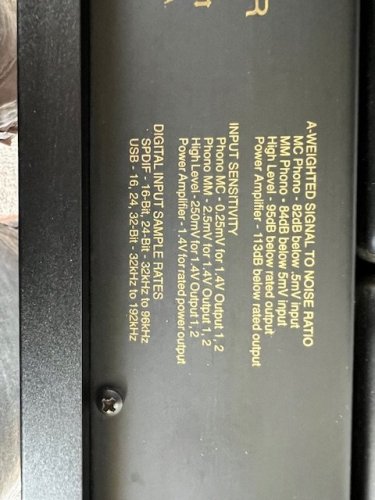 A-WEIGHTED SIGNAL TO NOISE RATIO
MC Phono - 82dB below .5mV input
MM Phono - 84dB below 5mV input
High Level - 95dB below rated output
Power Amplifier - 113dB below rated output
INPUT SENSITIVITY
Phono MC - 0.25mV for 1.4V Output 1, 2
Phono MM - 2.5mV for 1.4V Output 1, 2
High Level - 250mV for 1.4V Output 1, 2
Power Amplifier - 1.4V for rated power output
DIGITAL INPUT SAMPLE RATES
SPDIF - 16-Bit, 24-Bit - 32kHz to 96kHz
USB - 16, 24, 32-Bit - 32kHz to 192kHz